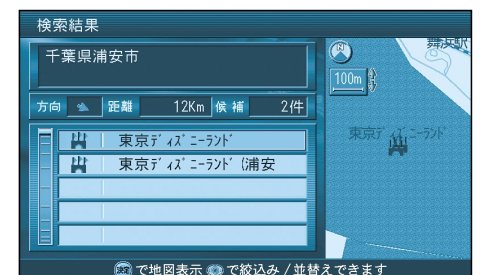 検索結果
千葉県浦安市
舞浜駅
100m
方向 距離 12Km 候補 2件
東京ﾃﾞｨｽﾞﾆｰﾗﾝﾄﾞ
東京ﾃﾞｨｽﾞﾆｰﾗﾝﾄﾞ(浦安
東京ﾃﾞｨｽﾞﾆｰﾗﾝﾄﾞ
で地図表示 で絞込み/並替えできます